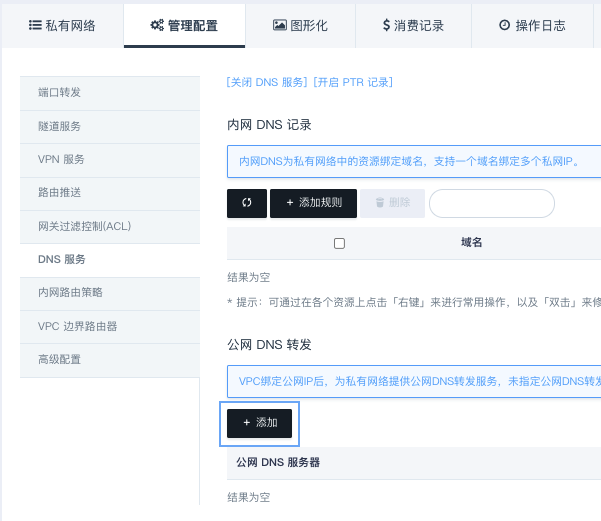 私有网络
管理配置
图形化
消费记录
操作日志
端口转发
隧道服务
VPN 服务
路由推送
网关过滤控制(ACL)
DNS 服务
内网路由策略
VPC 边界路由器
高级配置
[关闭 DNS 服务] [开启 PTR 记录]
内网 DNS 记录
内网DNS为私有网络中的资源绑定域名，支持一个域名绑定多个私网IP。
+ 添加规则
删除
域名
结果为空
* 提示：可通过在各个资源上点击「右键」来进行常用操作，以及「双击」来修
公网 DNS 转发
VPC绑定公网IP后，为私有网络提供公网DNS转发服务，未指定公网DNS转发
+ 添加
公网 DNS 服务器
结果为空